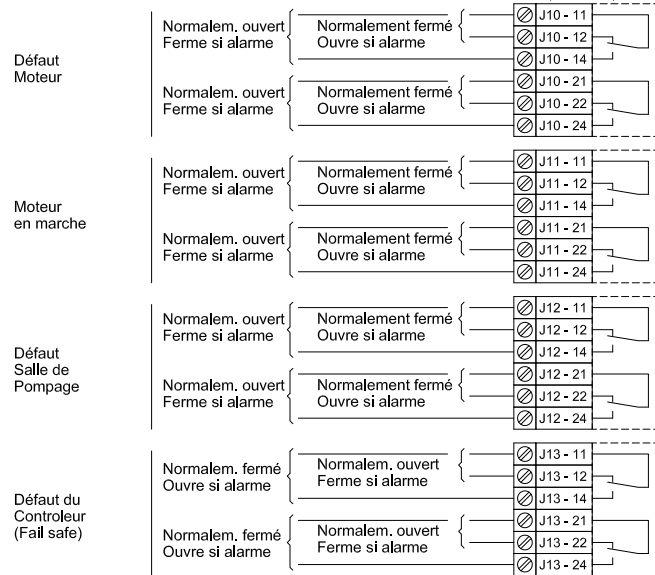 Défaut
Moteur
Normalem. ouvert
Ferme si alarme
Normalement fermé
Ouvre si alarme
J10 - 11
J10 - 12
J10 - 14
Normalem. ouvert
Ferme si alarme
Normalement fermé
Ouvre si alarme
J10 - 21
J10 - 22
J10 - 24
Moteur
en marche
Normalem. ouvert
Ferme si alarme
Normalement fermé
Ouvre si alarme
J11 - 11
J11 - 12
J11 - 14
Normalem. ouvert
Ferme si alarme
Normalement fermé
Ouvre si alarme
J11 - 21
J11 - 22
J11 - 24
Défaut
Salle de
Pompage
Normalem. ouvert
Ferme si alarme
Normalement fermé
Ouvre si alarme
J12 - 11
J12 - 12
J12 - 14
Normalem. ouvert
Ferme si alarme
Normalement fermé
Ouvre si alarme
J12 - 21
J12 - 22
J12 - 24
Défaut du
Controleur
(Fail safe)
Normalem. fermé
Ouvre si alarme
Normalem. ouvert
Ferme si alarme
J13 - 11
J13 - 12
J13 - 14
Normalem. fermé
Ouvre si alarme
Normalem. ouvert
Ferme si alarme
J13 - 21
J13 - 22
J13 - 24